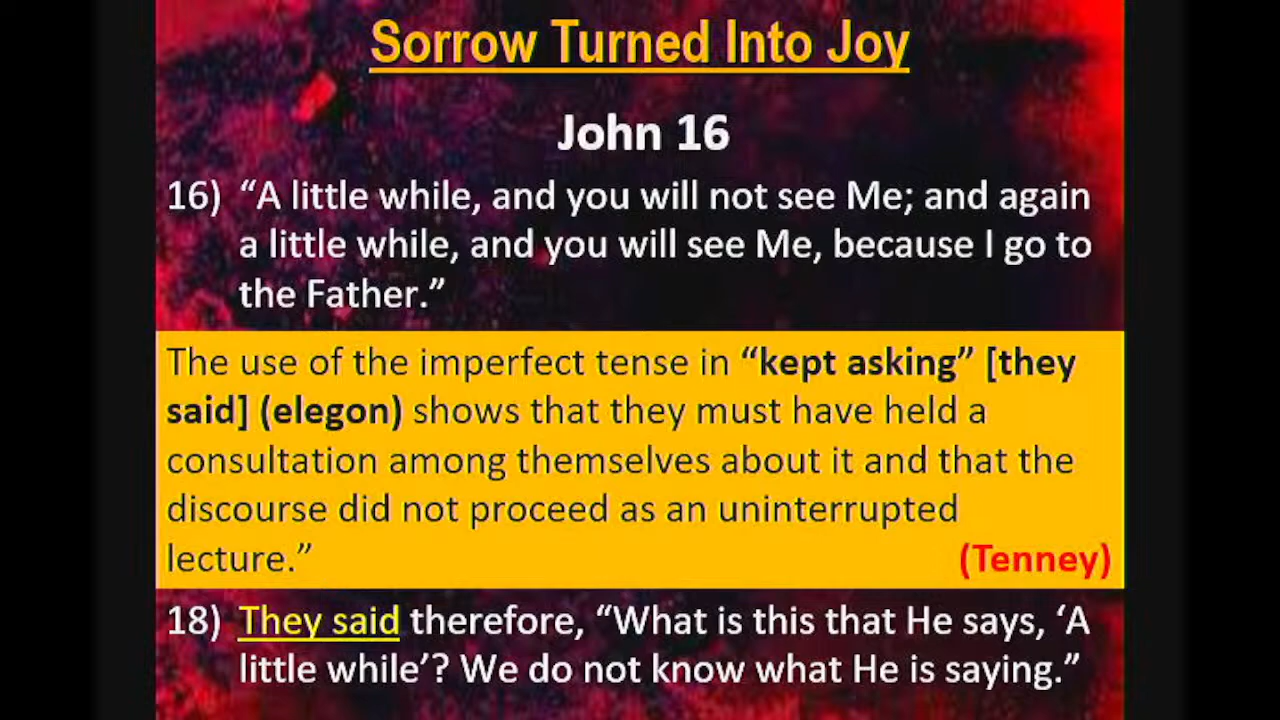 Sorrow Turned Into Joy
John 16
16) “A little while, and you will not see Me; and again
a little while, and you will see Me, because I go to
the Father.”
The use of the imperfect tense in “kept asking” [they
said] (elegon) shows that they must have held a
consultation among themselves about it and that the
discourse did not proceed as an uninterrupted
lecture.” (Tenney)
18) They said therefore, “What is this that He says, ‘A
little while’? We do not know what He is saying.”